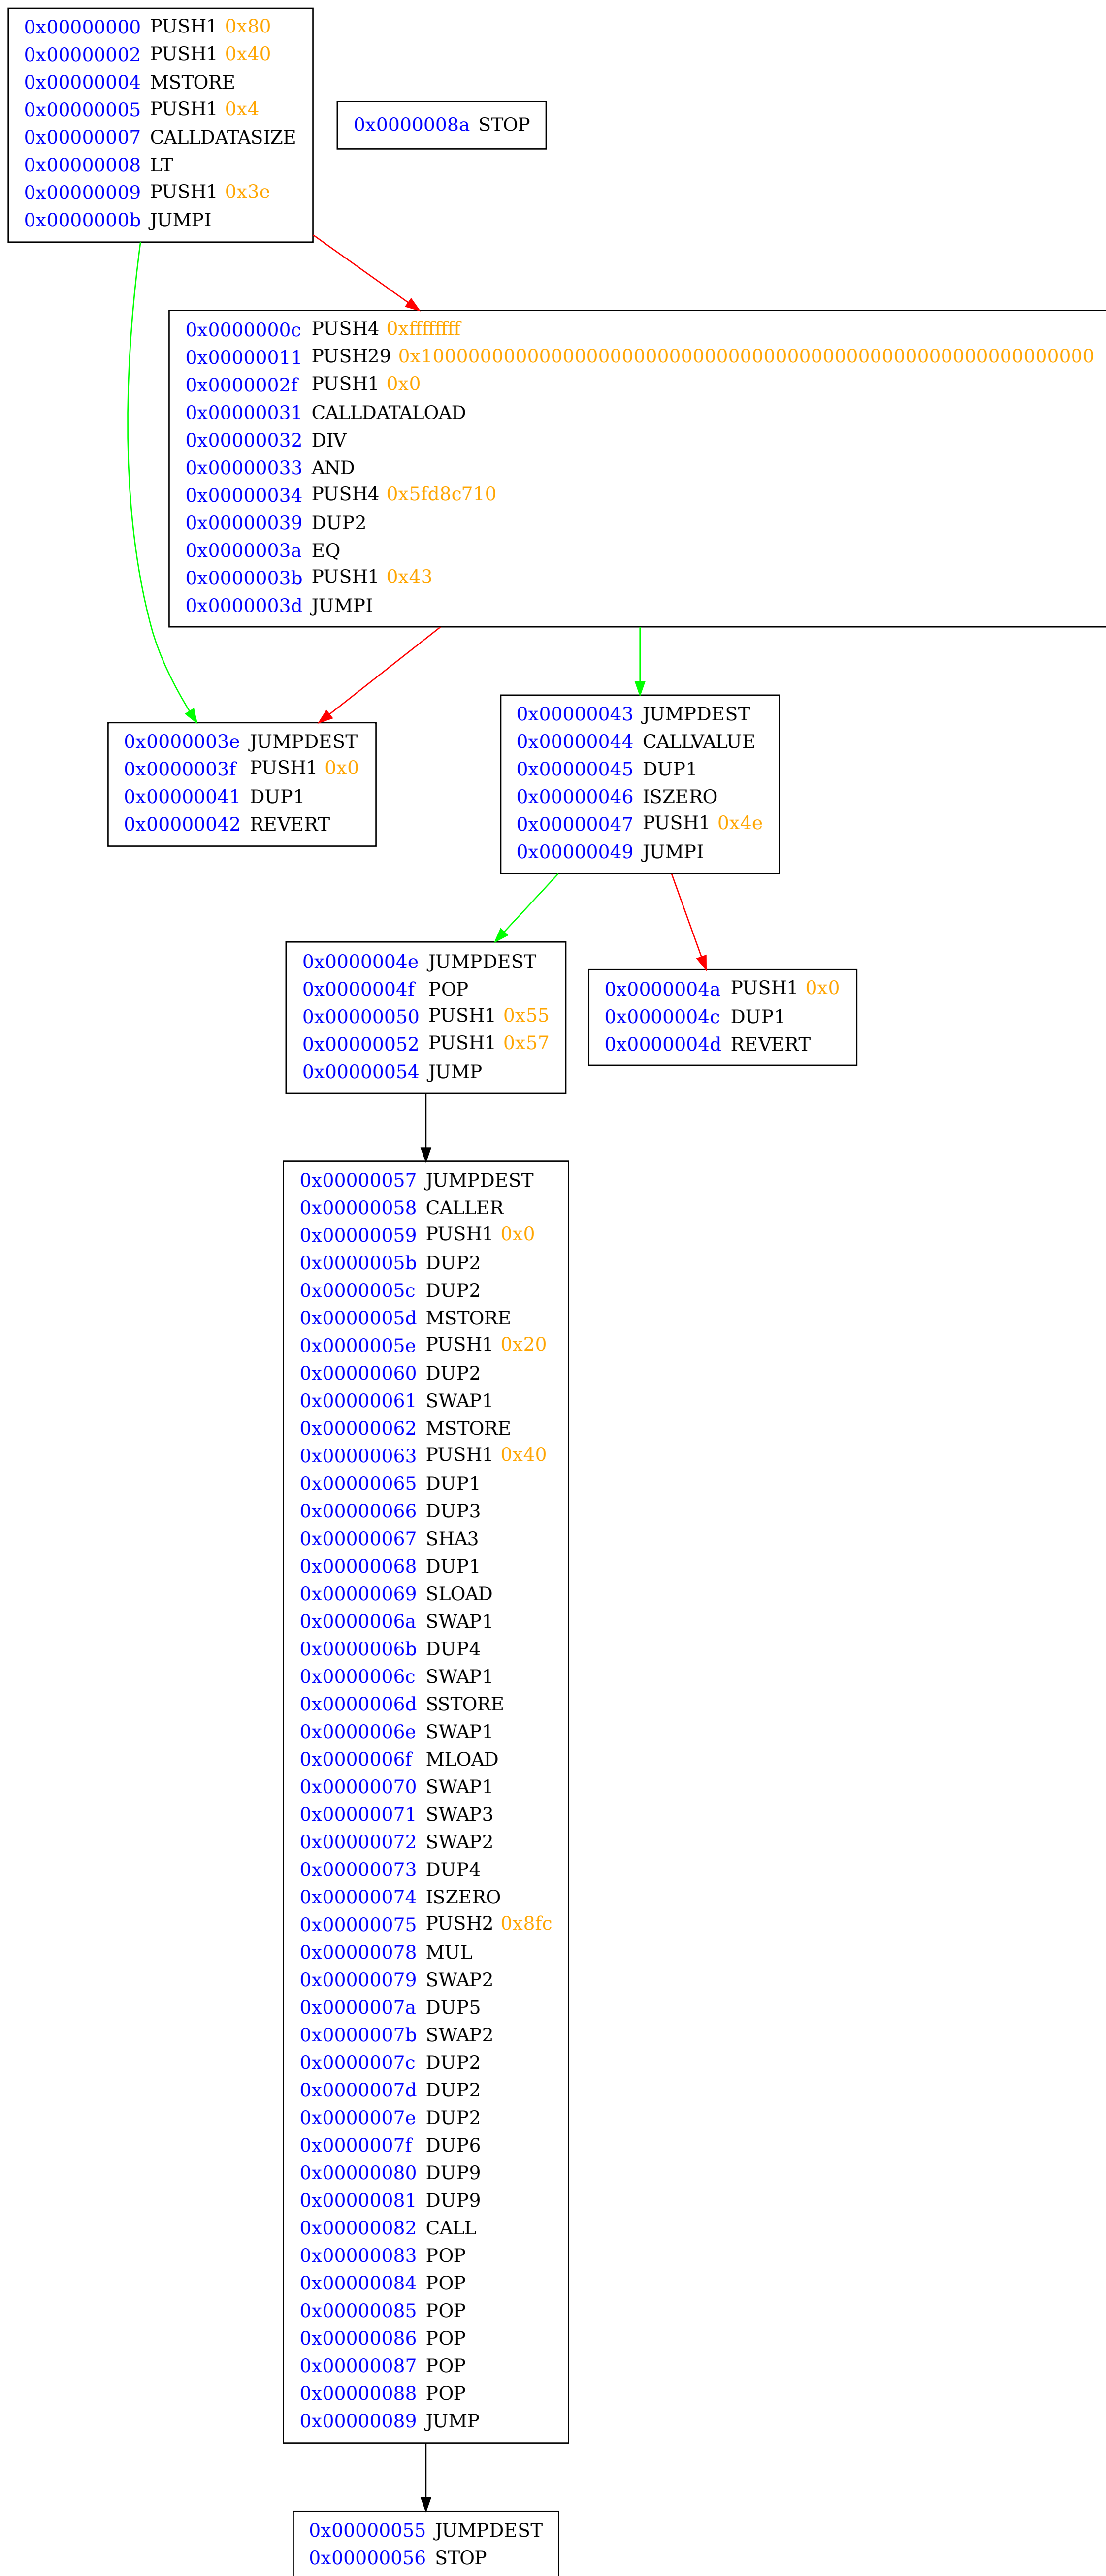 0x00000000 PUSH1 0x80
0x00000002 PUSH1 0x40
0x00000004 MSTORE
0x00000005 PUSH1 0x4
0x00000007 CALLDATASIZE
0x00000008 LT
0x00000009 PUSH1 0x3e
0x0000000b JUMPI
0x0000008a STOP
0x0000000c PUSH4 0xffffffff
0x00000011 PUSH29 0x100000000000000000000000000000000000000000000000000000000
0x0000002f PUSH1 0x0
0x00000031 CALLDATALOAD
0x00000032 DIV
0x00000033 AND
0x00000034 PUSH4 0x5fd8c710
0x00000039 DUP2
0x0000003a EQ
0x0000003b PUSH1 0x43
0x0000003d JUMPI
0x0000003e JUMPDEST
0x0000003f PUSH1 0x0
0x00000041 DUP1
0x00000042 REVERT
0x00000043 JUMPDEST
0x00000044 CALLVALUE
0x00000045 DUP1
0x00000046 ISZERO
0x00000047 PUSH1 0x4e
0x00000049 JUMPI
0x0000004e JUMPDEST
0x0000004f POP
0x00000050 PUSH1 0x55
0x00000052 PUSH1 0x57
0x00000054 JUMP
0x0000004a PUSH1 0x0
0x0000004c DUP1
0x0000004d REVERT
0x00000057 JUMPDEST
0x00000058 CALLER
0x00000059 PUSH1 0x0
0x0000005b DUP2
0x0000005c DUP2
0x0000005d MSTORE
0x0000005e PUSH1 0x20
0x00000060 DUP2
0x00000061 SWAP1
0x00000062 MSTORE
0x00000063 PUSH1 0x40
0x00000065 DUP1
0x00000066 DUP3
0x00000067 SHA3
0x00000068 DUP1
0x00000069 SLOAD
0x0000006a SWAP1
0x0000006b DUP4
0x0000006c SWAP1
0x0000006d SSTORE
0x0000006e SWAP1
0x0000006f MLOAD
0x00000070 SWAP1
0x00000071 SWAP3
0x00000072 SWAP2
0x00000073 DUP4
0x00000074 ISZERO
0x00000075 PUSH2 0x8fc
0x00000078 MUL
0x00000079 SWAP2
0x0000007a DUP5
0x0000007b SWAP2
0x0000007c DUP2
0x0000007d DUP2
0x0000007e DUP2
0x0000007f DUP6
0x00000080 DUP9
0x00000081 DUP9
0x00000082 CALL
0x00000083 POP
0x00000084 POP
0x00000085 POP
0x00000086 POP
0x00000087 POP
0x00000088 POP
0x00000089 JUMP
0x00000055 JUMPDEST
0x00000056 STOP